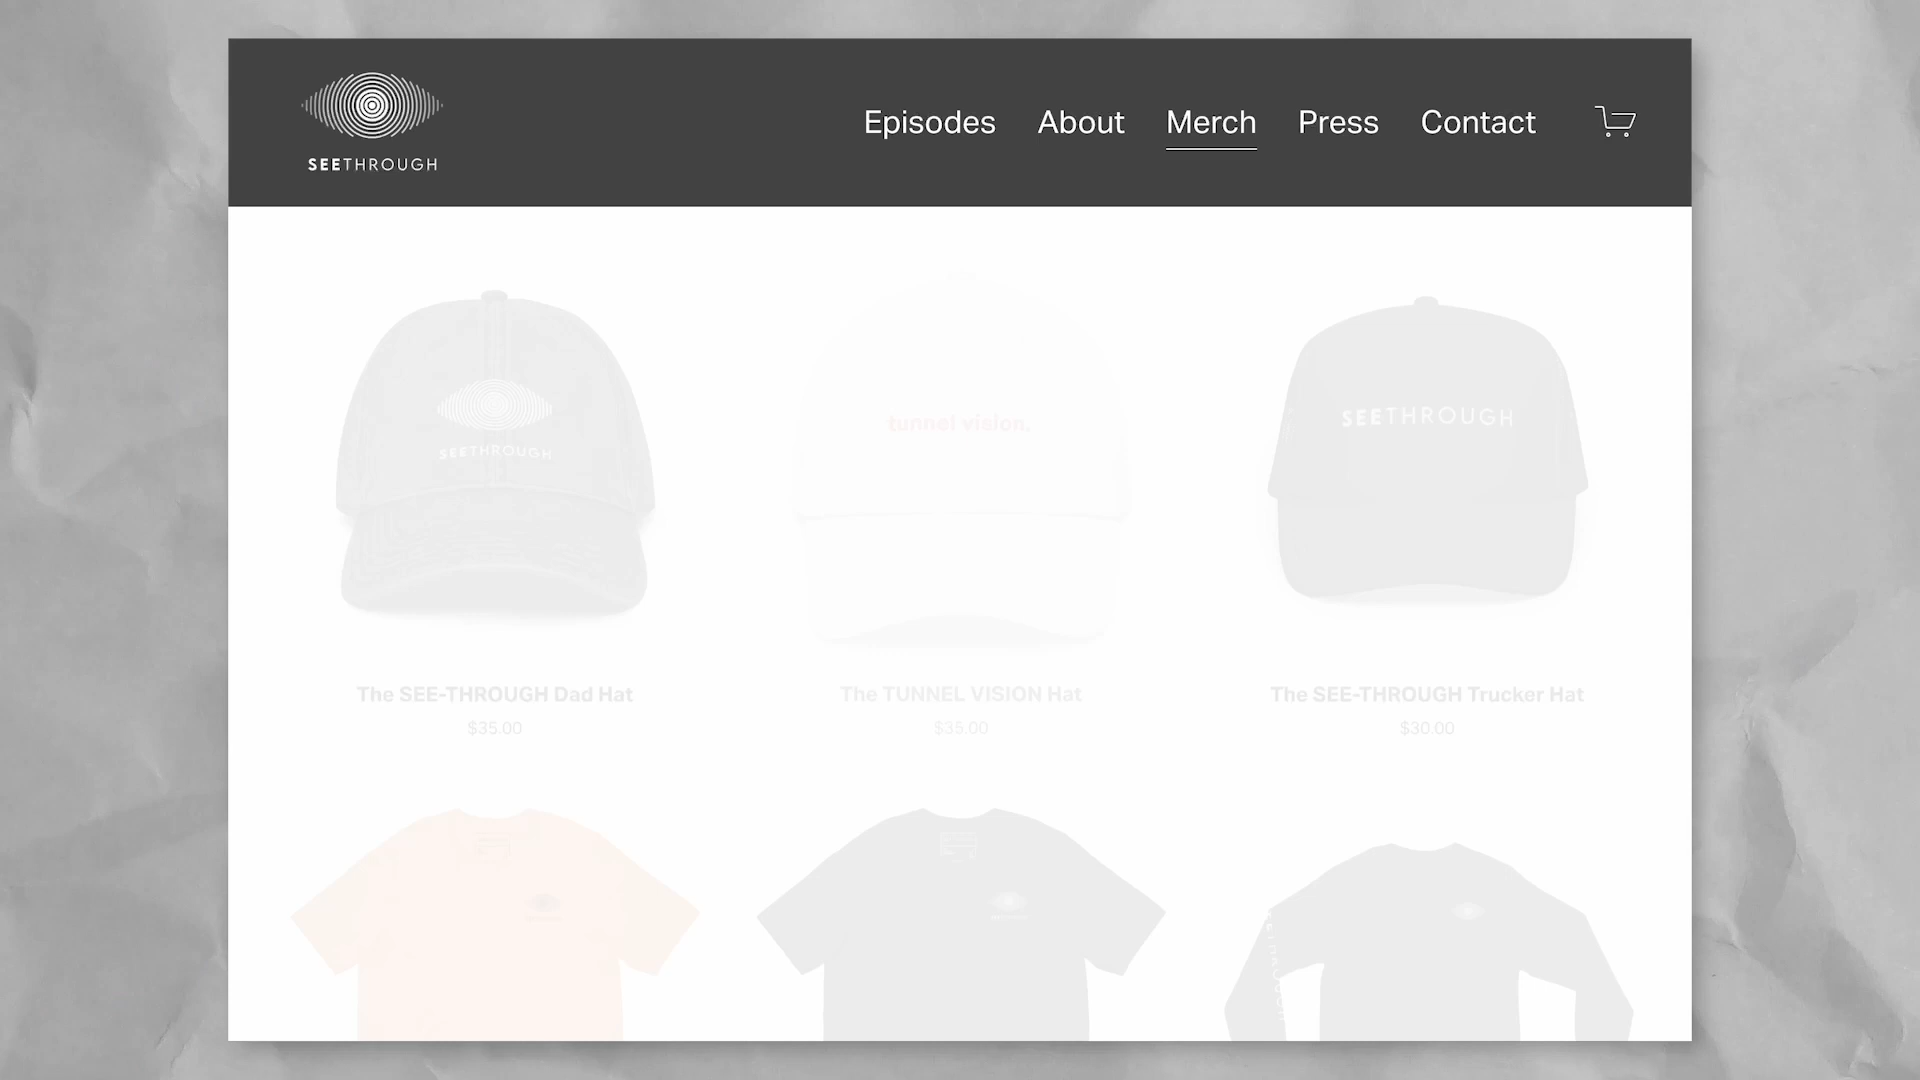 SEETHROUGH
Episodes About Merch Press Contact
SEETHROUGH
tunnel vision.
SEETHROUGH
The SEE-THROUGH Dad Hat
$35.00
The TUNNEL VISION Hat
$35.00
The SEE-THROUGH Trucker Hat
$30.00
SEETHROUGH